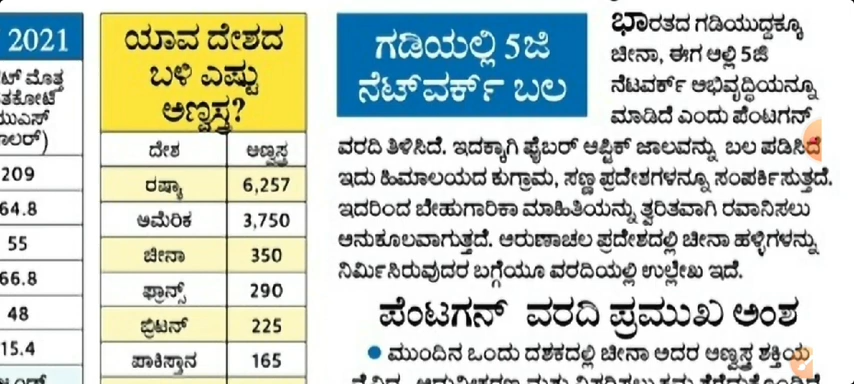 2021
ಟ್ ಮೊತ್ತ
ತಕೋಟಿ
ಯುಎಸ್
ಾಲರ್)
209
64.8
55
66.8
48
15.4
ಯಾವ ದೇಶದ
ಬಳಿ ಎಷ್ಟು
ಅಣ್ವಸ್ತ್ರ?
ದೇಶ ಅಣ್ವಸ್ತ್ರ
ರಷ್ಯಾ 6,257
ಅಮೆರಿಕ 3,750
ಚೀನಾ 350
ಫ್ರಾನ್ಸ್ 290
ಬ್ರಿಟನ್ 225
ಪಾಕಿಸ್ತಾನ 165
ಗಡಿಯಲ್ಲಿ 5ಜಿ
ನೆಟ್‌ವರ್ಕ್ ಬಲ
ಭಾರತದ ಗಡಿಯುದ್ದಕ್ಕೂ
ಚೀನಾ, ಈಗ ಅಲ್ಲಿ 5ಜಿ
ನೆಟವರ್ಕ್ ಅಭಿವೃದ್ಧಿಯನ್ನೂ
ಮಾಡಿದೆ ಎಂದು ಪೆಂಟಗನ್
ವರದಿ ತಿಳಿಸಿದೆ. ಇದಕ್ಕಾಗಿ ಫೈಬರ್ ಆಪ್ಟಿಕ್ ಜಾಲವನ್ನು ಬಲ ಪಡಿಸಿದೆ
ಇದು ಹಿಮಾಲಯದ ಕುಗ್ರಾಮ, ಸಣ್ಣ ಪ್ರದೇಶಗಳನ್ನೂ ಸಂಪರ್ಕಿಸುತ್ತದೆ.
ಇದರಿಂದ ಬೇಹುಗಾರಿಕಾ ಮಾಹಿತಿಯನ್ನು ತ್ವರಿತವಾಗಿ ರವಾನಿಸಲು
ಅನುಕೂಲವಾಗುತ್ತದೆ. ಅರುಣಾಚಲ ಪ್ರದೇಶದಲ್ಲಿ ಚೀನಾ ಹಳ್ಳಿಗಳನ್ನು
ನಿರ್ಮಿಸಿರುವುದರ ಬಗ್ಗೆಯೂ ವರದಿಯಲ್ಲಿ ಉಲ್ಲೇಖ ಇದೆ.
ಪೆಂಟಗನ್ ವರದಿ ಪ್ರಮುಖ ಅಂಶ
● ಮುಂದಿನ ಒಂದು ದಶಕದಲ್ಲಿ ಚೀನಾ ಅದರ ಅಣ್ವಸ್ತ್ರ ಶಕ್ತಿಯ